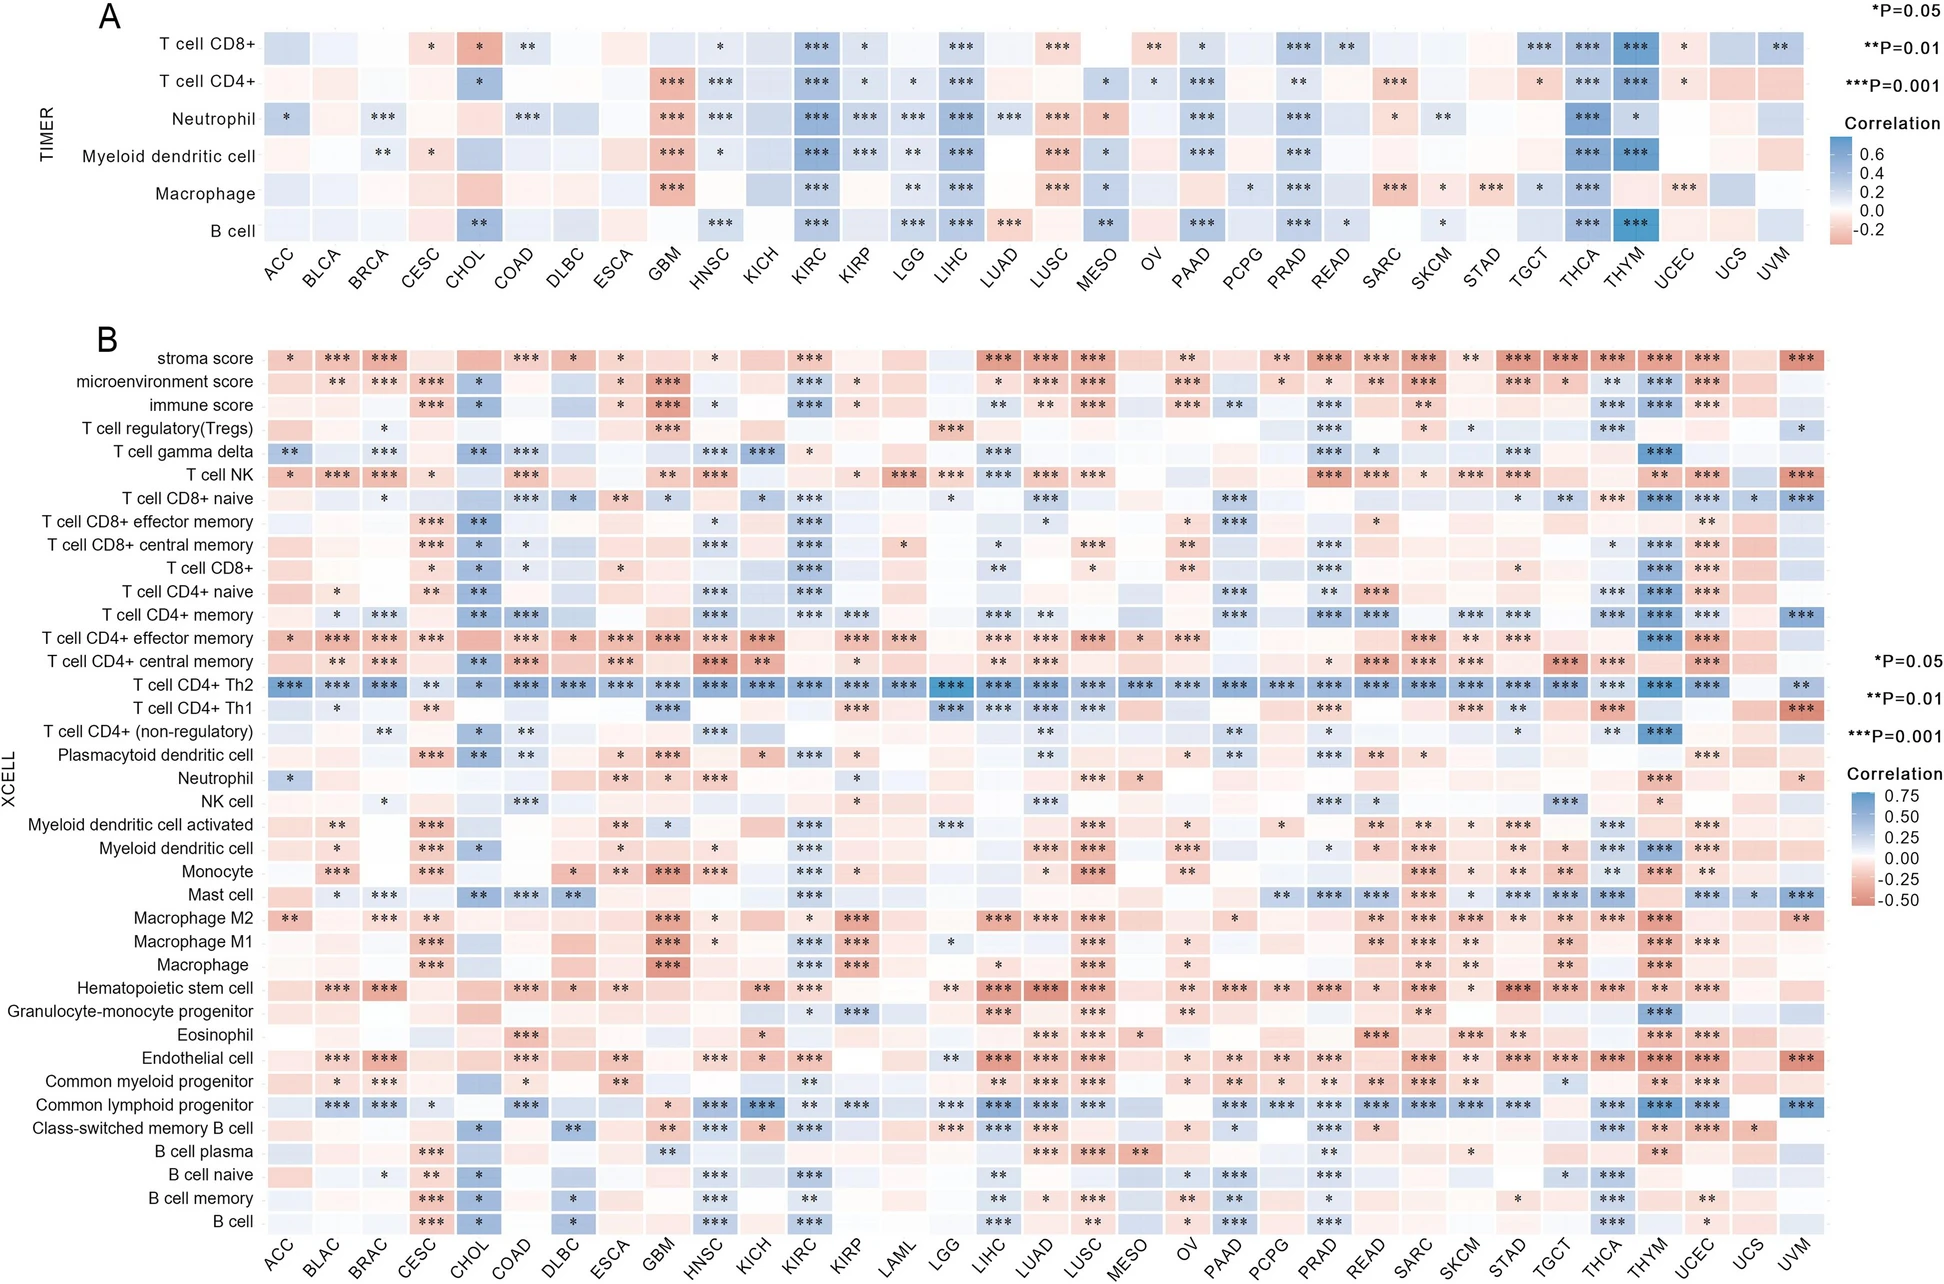 A
TIMER
T cell CD8+ * * ** * *** * *** *** ** * *** ** *** *** *** * **
T cell CD4+ * *** *** *** * * *** * * *** ** *** * *** *** *
Neutrophil * *** *** *** *** *** *** *** *** *** *** * *** *** * ** *** *
Myeloid dendritic cell ** * *** * *** *** ** *** *** * *** *** *** ***
Macrophage *** *** ** *** *** * * *** *** * *** * *** ***
B cell ** *** *** *** *** *** ** *** *** * * *** ***
ACC BLCA BRCA CESC CHOL COAD DLBC ESCA GBM HNSC KICH KIRC KIRP LGG LIHC LUAD LUSC MESO OV PAAD PCPG PRAD READ SARC SKCM STAD TGCT THCA THYM UCEC UCS UVM
*P=0.05
**P=0.01
***P=0.001
Correlation
0.6
0.4
0.2
0.0
-0.2
B
XCELL
stroma score * *** *** *** * * * *** *** *** *** ** ** *** *** *** ** *** *** *** *** *** ***
microenvironment score ** *** *** * * *** *** * * *** *** *** * * ** *** *** * ** *** ***
immune score *** * * *** * *** * ** ** *** *** ** *** ** *** *** ***
T cell regulatory(Tregs) * *** *** *** * * *** *
T cell gamma delta ** *** ** *** *** *** * *** *** * *** ***
T cell NK * *** *** * *** ** *** * *** *** *** *** *** *** *** * *** *** ** *** ***
T cell CD8+ naive * *** * ** * * *** * *** *** * ** *** *** *** * ***
T cell CD8+ effector memory *** ** * *** * * *** * **
T cell CD8+ central memory *** * * *** *** * * *** ** *** * *** ***
T cell CD8+ * * * * *** ** * ** *** * *** ***
T cell CD4+ naive * ** ** *** *** *** ** *** *** *** ***
T cell CD4+ memory * *** ** *** *** *** *** *** ** *** *** *** *** *** *** *** *** ***
T cell CD4+ effector memory * *** *** *** *** * *** *** *** *** *** *** *** *** *** * *** *** ** *** *** ***
T cell CD4+ central memory ** *** ** *** *** *** ** * ** *** * *** *** *** *** *** ***
T cell CD4+ Th2 *** *** *** ** * *** *** *** *** *** *** *** *** *** *** *** *** *** *** *** *** *** *** *** *** *** *** *** *** *** *** **
T cell CD4+ Th1 * ** *** *** *** *** *** *** *** *** ** *** ***
T cell CD4+ (non-regulatory) ** * ** *** ** ** * * ** ***
Plasmacytoid dendritic cell *** ** ** * *** * *** * ** * ** *** ** * ***
Neutrophil * ** * *** * *** * *** *
NK cell * *** * *** *** * *** *
Myeloid dendritic cell activated ** *** ** * *** *** *** * * ** ** * *** *** ***
Myeloid dendritic cell * *** * * * *** *** *** *** * * *** ** * *** *** ***
Monocyte *** *** * ** *** *** *** * * *** ** *** * ** ** ** *** **
Mast cell * *** ** *** ** *** ** *** *** *** * *** *** *** *** * ***
Macrophage M2 ** *** ** *** * * *** *** *** *** * ** *** *** ** ** *** *** **
Macrophage M1 *** *** * *** *** * *** * ** *** ** ** *** ***
Macrophage *** *** *** *** * *** * ** ** ** ***
Hematopoietic stem cell *** *** *** * ** ** *** ** *** *** *** ** *** ** *** * *** * *** *** *** ** ***
Granulocyte-monocyte progenitor * *** *** *** ** ** ***
Eosinophil *** * *** *** * *** *** ** *** ***
Endothelial cell *** *** *** ** *** * *** ** *** *** *** * ** ** *** *** ** *** *** *** *** *** ***
Common myeloid progenitor * *** * ** ** ** *** *** * ** * ** ** *** ** * ** ***
Common lymphoid progenitor *** *** * *** * *** *** ** *** *** *** *** *** *** *** *** *** *** *** *** *** *** *** ***
Class-switched memory B cell * ** ** *** * *** *** *** *** * * *** * *** ** *** *
B cell plasma *** ** *** *** ** ** * **
B cell naive * ** * *** *** ** * *** *** * ***
B cell memory *** * * *** ** ** * *** ** ** * * *** **
B cell *** * * *** *** *** ** * *** *** *** *
ACC BLAC BRAC CESC CHOL COAD DLBC ESCA GBM HNSC KICH KIRC KIRP LAML LGG LIHC LUAD LUSC MESO OV PAAD PCPG PRAD READ SARC SKCM STAD TGCT THCA THYM UCEC UCS UVM
*P=0.05
**P=0.01
***P=0.001
Correlation
0.75
0.50
0.25
0.00
-0.25
-0.50